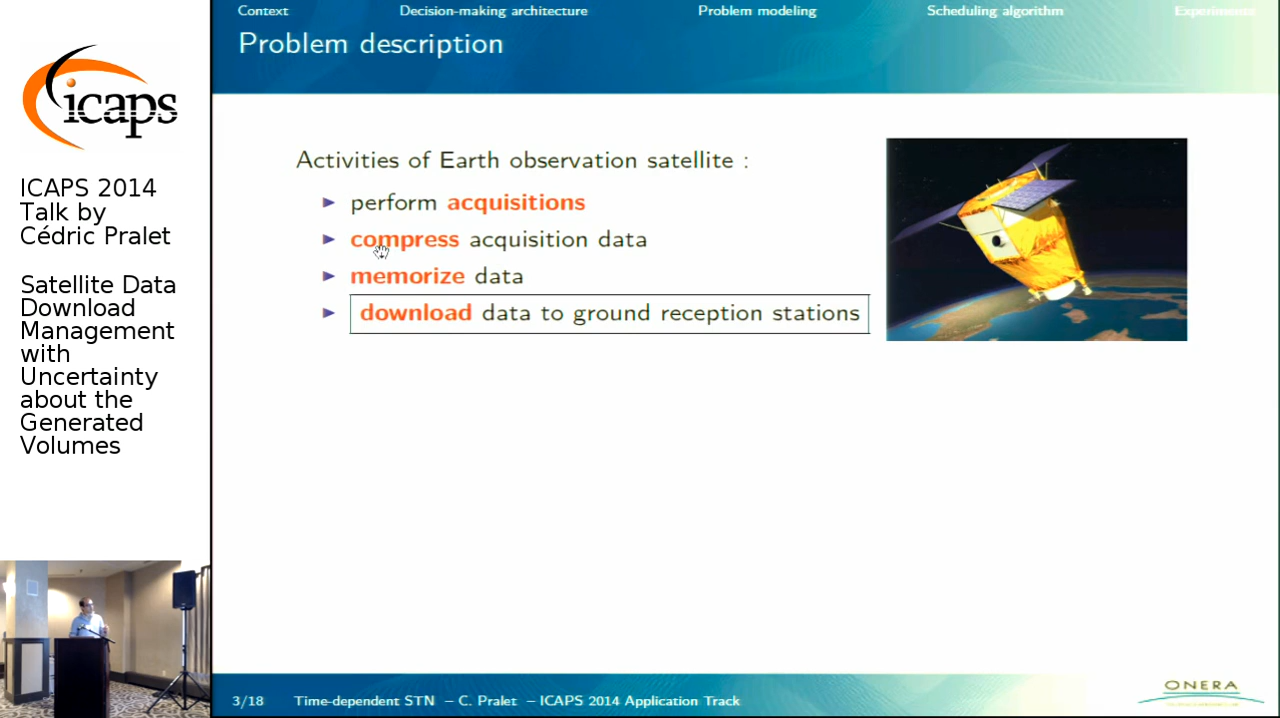 icaps
ICAPS 2014
Talk by
Cédric Pralet
Satellite Data
Download
Management
with
Uncertainty
about the
Generated
Volumes
Context Decision-making architecture Problem modeling Scheduling algorithm Experiments
Problem description
Activities of Earth observation satellite :
perform acquisitions
compress acquisition data
memorize data
download data to ground reception stations
3/18 Time-dependent STN – C. Pralet – ICAPS 2014 Application Track
ONERA